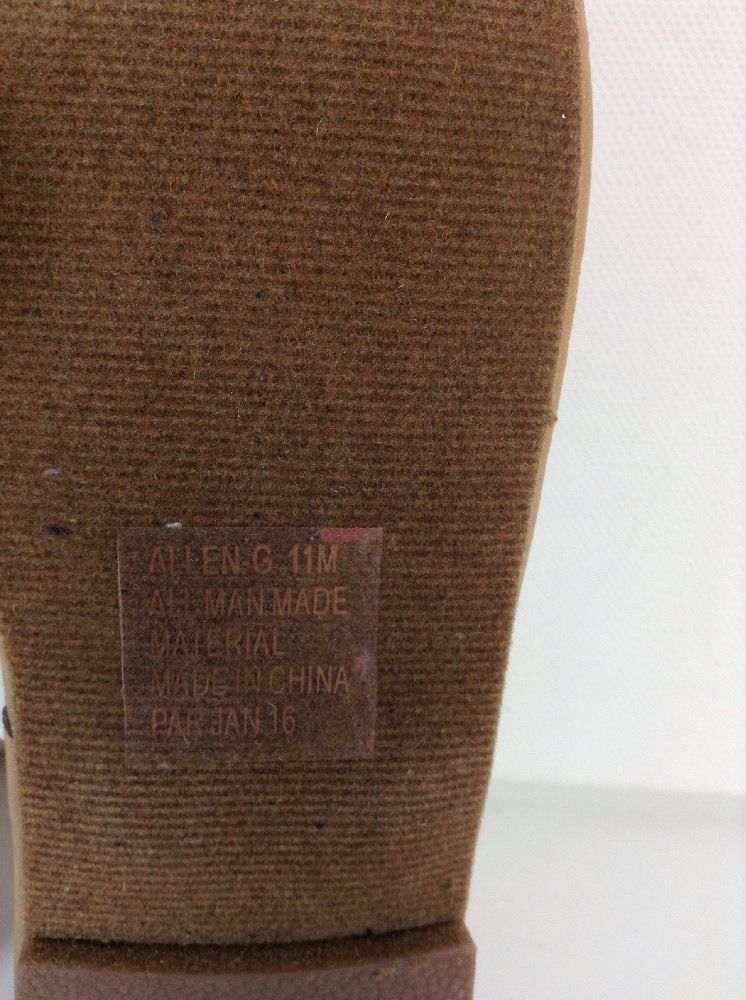 ALLEN-G 11M
ALL MAN MADE
MATERIAL
MADE IN CHINA
PAR JAN 16